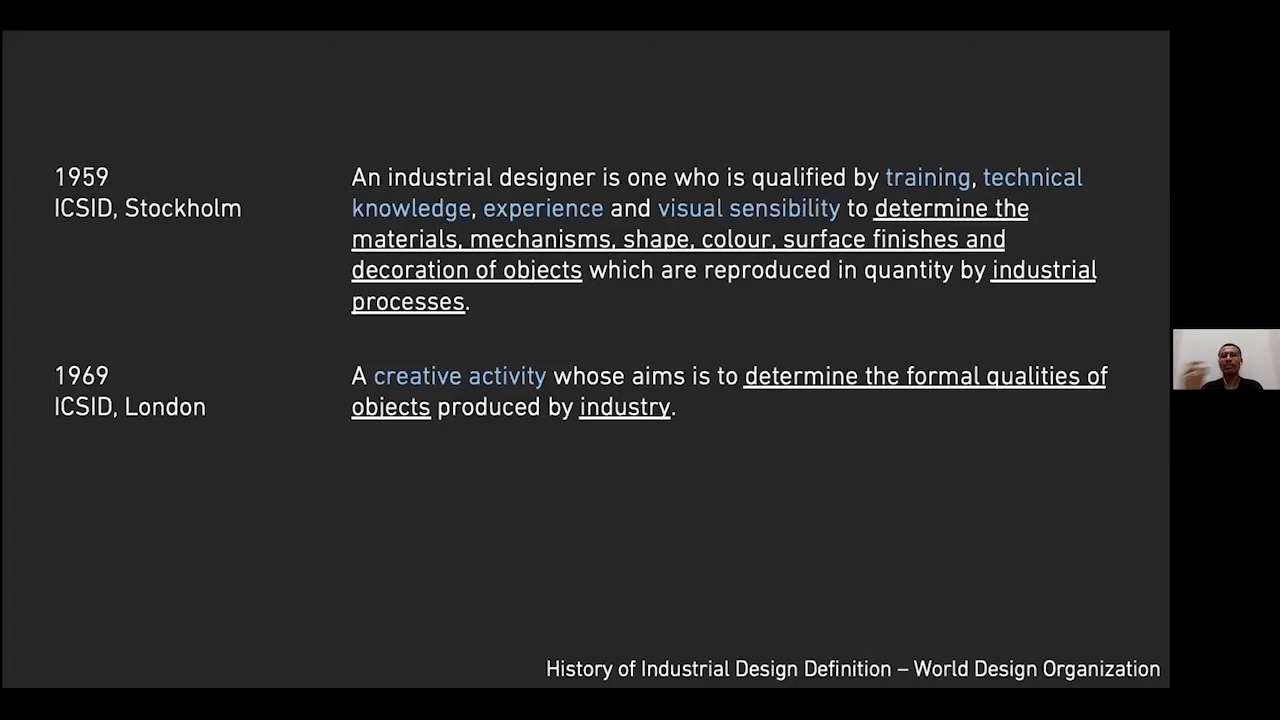 1959
ICSID, Stockholm
An industrial designer is one who is qualified by training, technical
knowledge, experience and visual sensibility to determine the
materials, mechanisms, shape, colour, surface finishes and
decoration of objects which are reproduced in quantity by industrial
processes.
1969
ICSID, London
A creative activity whose aims is to determine the formal qualities of
objects produced by industry.
History of Industrial Design Definition – World Design Organization